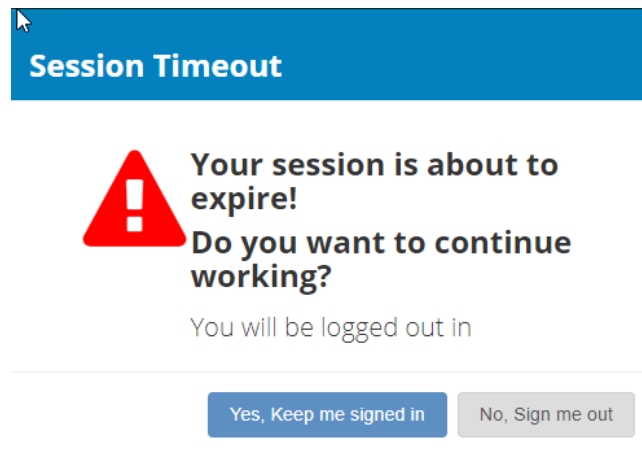 Session Timeout
Your session is about to
expire!
Do you want to continue
working?
You will be logged out in
Yes, Keep me signed in
No, Sign me out